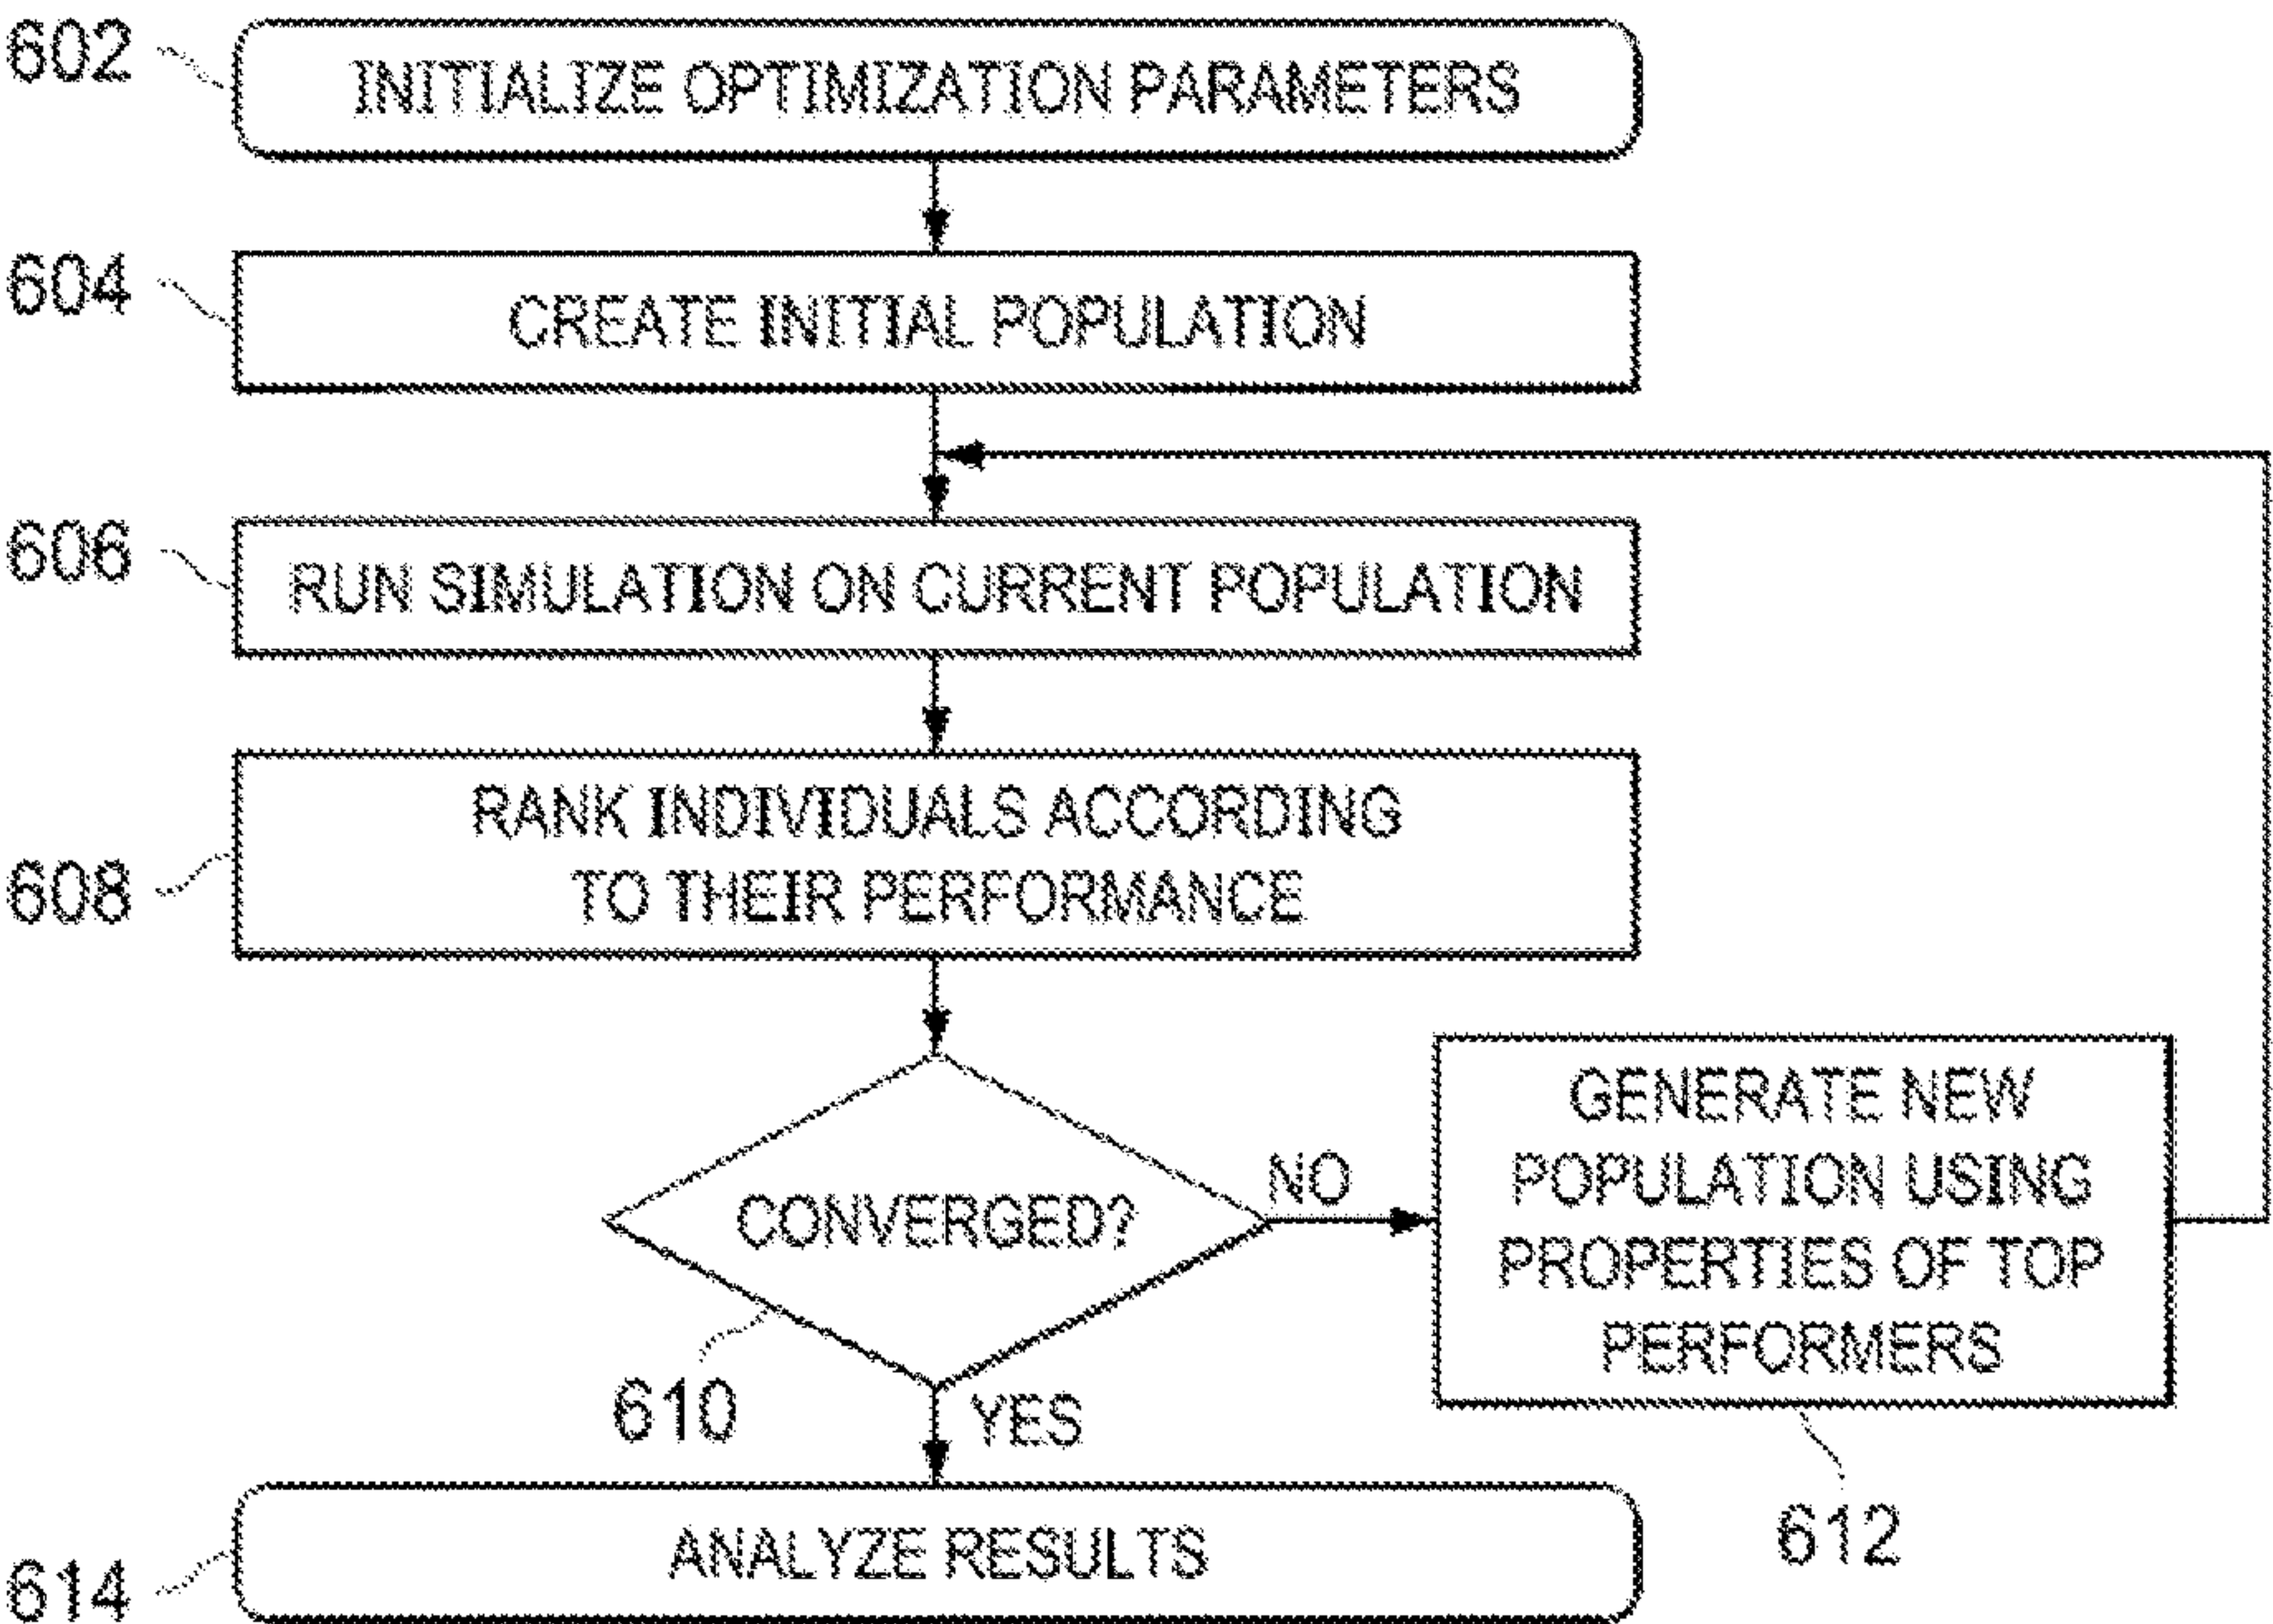 602
INITIALIZE OPTIMIZATION PARAMETERS
604
CREATE INITIAL POPULATION
606
RUN SIMULATION ON CURRENT POPULATION
608
RANK INDIVIDUALS ACCORDING
TO THEIR PERFORMANCE
CONVERGED?
610
NO
YES
GENERATE NEW
POPULATION USING
PROPERTIES OF TOP
PERFORMERS
612
614
ANALYZE RESULTS